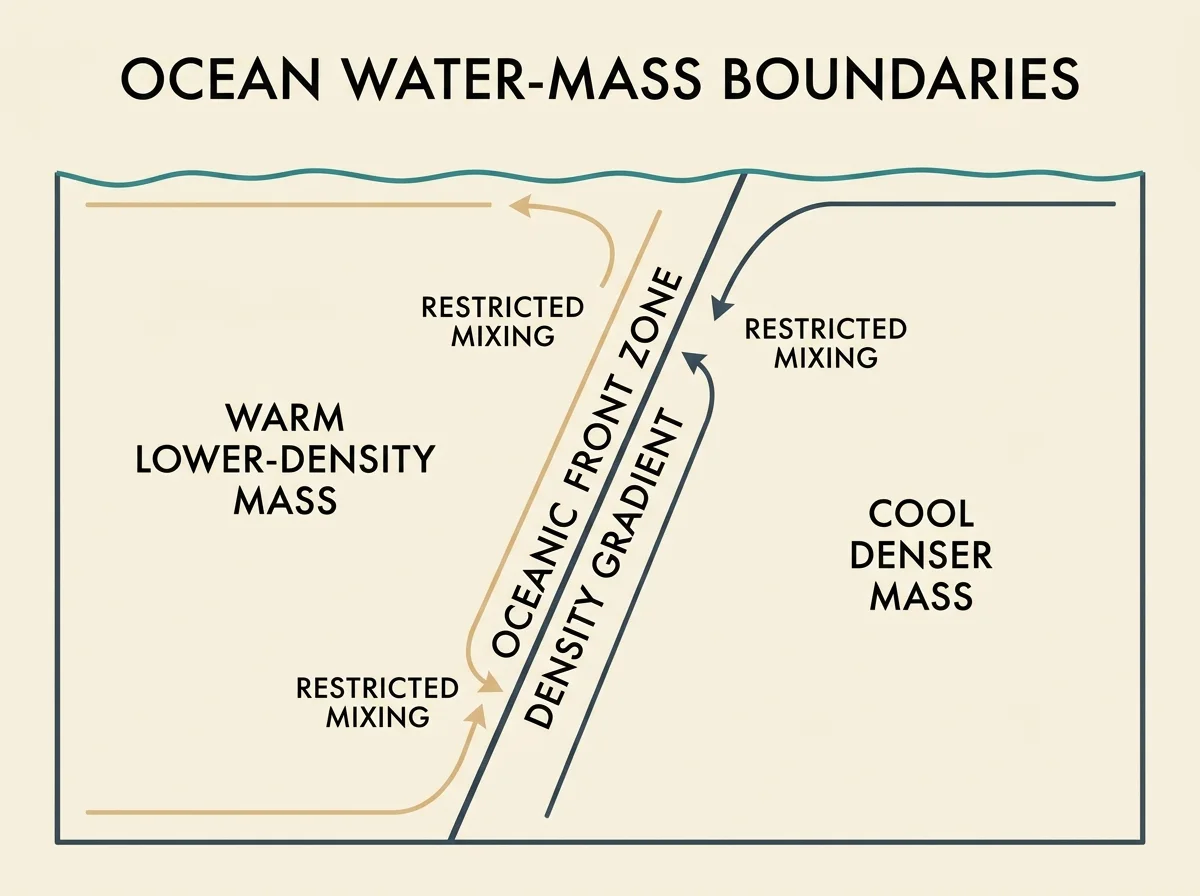 OCEAN WATER-MASS BOUNDARIES
RESTRICTED
MIXING
RESTRICTED
MIXING
WARM
LOWER-DENSITY
MASS
OCEANIC FRONT ZONE
DENSITY GRADIENT
COOL
DENSER
MASS
RESTRICTED
MIXING